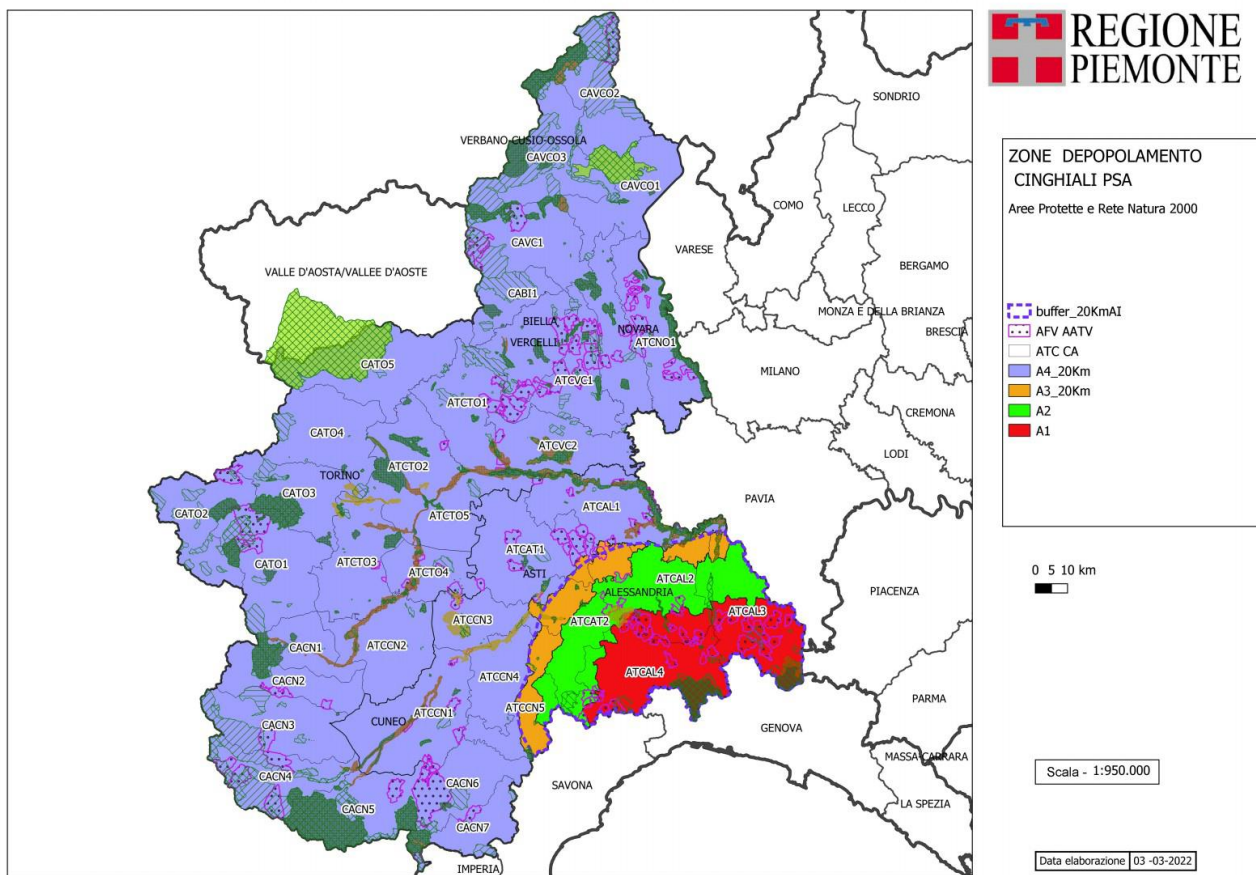 REGIONE
PIEMONTE
ZONE DEPOPOLAMENTO
CINGHIALI PSA
Aree Protette e Rete Natura 2000
buffer_20KmAI
AFV AATV
ATC CA
A4_20Km
A3_20Km
A2
A1
0 5 10 km
Scala - 1:950.000
Data elaborazione 03 -03-2022
SONDRIO
CAVCO2
VERBANO-CUSIO-OSSOLA
CAVCO3
CAVCO1
COMO
LECCO
CAVC1
VARESE
BERGAMO
VALLE D'AOSTA/VALLEE D'AOSTE
CABI1
MONZA E DELLA BRIANZA
BIELLA
NOVARA
ATCNO1
BRESCIA
VERCELLI
CATO5
MILANO
ATCVC1
ATCTO1
CREMONA
CATO4
ATCVC2
LODI
TORINO
ATCTO2
CATO3
PAVIA
CATO2
ATCTO5
ATCAL1
ATCAT1
CATO1
ATCTO3
ATCTO4
ASTI
ATCAL2
ALESSANDRIA
PIACENZA
ATCAL3
ATCCN3
ATCAT2
CACN1
ATCCN2
ATCAL4
CACN2
ATCCN4
PARMA
ATCCN5
CACN3
CUNEO
ATCCN1
GENOVA
MASSA-CARRARA
CACN4
CACN6
SAVONA
LA SPEZIA
CACN5
CACN7
IMPERIA